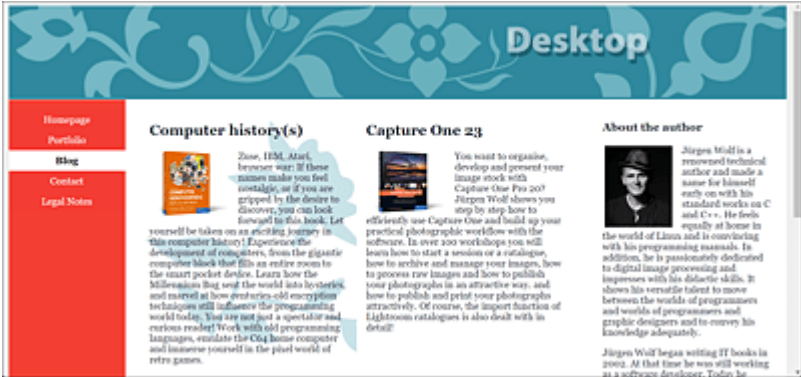 Desktop
Homepage
Portfolio
Blog
Contact
Legal Notes
Computer history(s)
Zuse, IBM, Atari,
browser war: If these
names make you feel
nostalgic, or if you are
gripped by the desire to
discover, you can look
forward to this book. Let
yourself be taken on an exciting journey in
this computer history! Experience the
development of computers, from the gigantic
computer block that fills an entire room to
the smart pocket device. Learn how the
Millennium Bug sent the world into hysterics,
and marvel at how centuries-old encryption
techniques still influence the programming
world today. You are not just a spectator and
curious reader! Work with old programming
languages, emulate the C64 home computer
and immerse yourself in the pixel world of
retro games.
Capture One 23
You want to organise,
develop and present your
image stock with
Capture One Pro 20?
Jürgen Wolf shows you
step by step how to
efficiently use Capture One and build up your
practical photographic workflow with the
software. In over 100 workshops you will
learn how to start a session or a catalogue,
how to archive and manage your images, how
to process raw images and how to publish
your photographs in an attractive way, and
how to publish and print your photographs
attractively. Of course, the import function of
Lightroom catalogues is also dealt with in
detail!
About the author
Jürgen Wolf is a
renowned technical
author and made a
name for himself
early on with his
standard works on C
and C++. He feels
equally at home in
the world of Linux and is convincing
with his programming manuals. In
addition, he is passionately dedicated
to digital image processing and
impresses with his didactic skills. It
shows his versatile talent to move
between the worlds of programmers
and worlds of programmers and
graphic designers and to convey his
knowledge adequately.
Jürgen Wolf began writing IT books in
2002. At that time he was still working
as a software developer. Today he